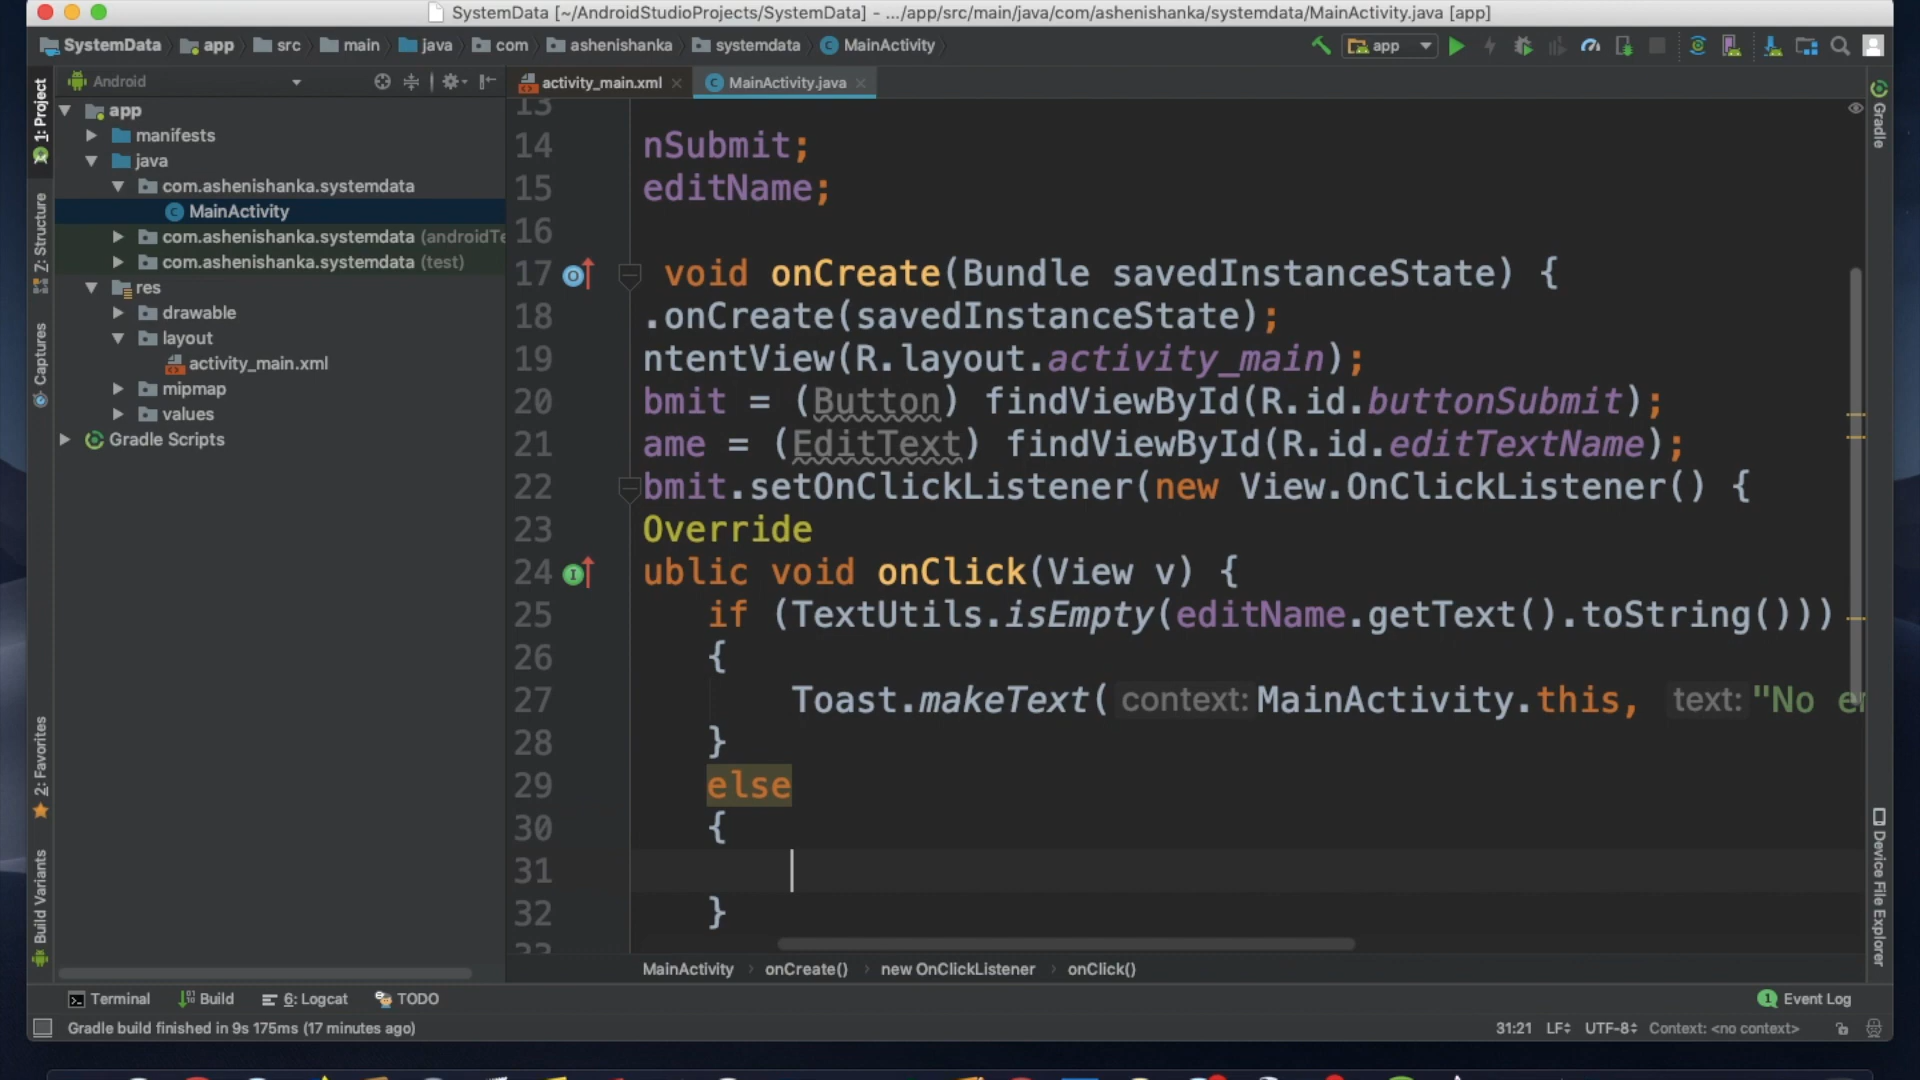 SystemData [~/AndroidStudioProjects/SystemData] - .../app/src/main/java/com/ashenishanka/systemdata/MainActivity.java [app]
SystemData app src main java com ashenishanka systemdata MainActivity app
1: Project
Z: Structure
Captures
2: Favorites
Build Variants
Android
app
manifests
java
com.ashenishanka.systemdata
MainActivity
com.ashenishanka.systemdata (androidTe
com.ashenishanka.systemdata (test)
res
drawable
layout
activity_main.xml
mipmap
values
Gradle Scripts
activity_main.xml MainActivity.java
13
14 nSubmit;
15 editName;
16
17 void onCreate(Bundle savedInstanceState) {
18 .onCreate(savedInstanceState);
19 ntentView(R.layout.activity_main);
20 bmit = (Button) findViewById(R.id.buttonSubmit);
21 ame = (EditText) findViewById(R.id.editTextName);
22 bmit.setOnClickListener(new View.OnClickListener() {
23 Override
24 ublic void onClick(View v) {
25 if (TextUtils.isEmpty(editName.getText().toString()))
26 {
27 Toast.makeText( context: MainActivity.this, text: "No en
28 }
29 else
30 {
31
32 }
33
MainActivity onCreate() new OnClickListener onClick()
Gradle
Device File Explorer
Terminal Build 6: Logcat TODO 1 Event Log
Gradle build finished in 9s 175ms (17 minutes ago) 31:21 LF UTF-8 Context: <no context>